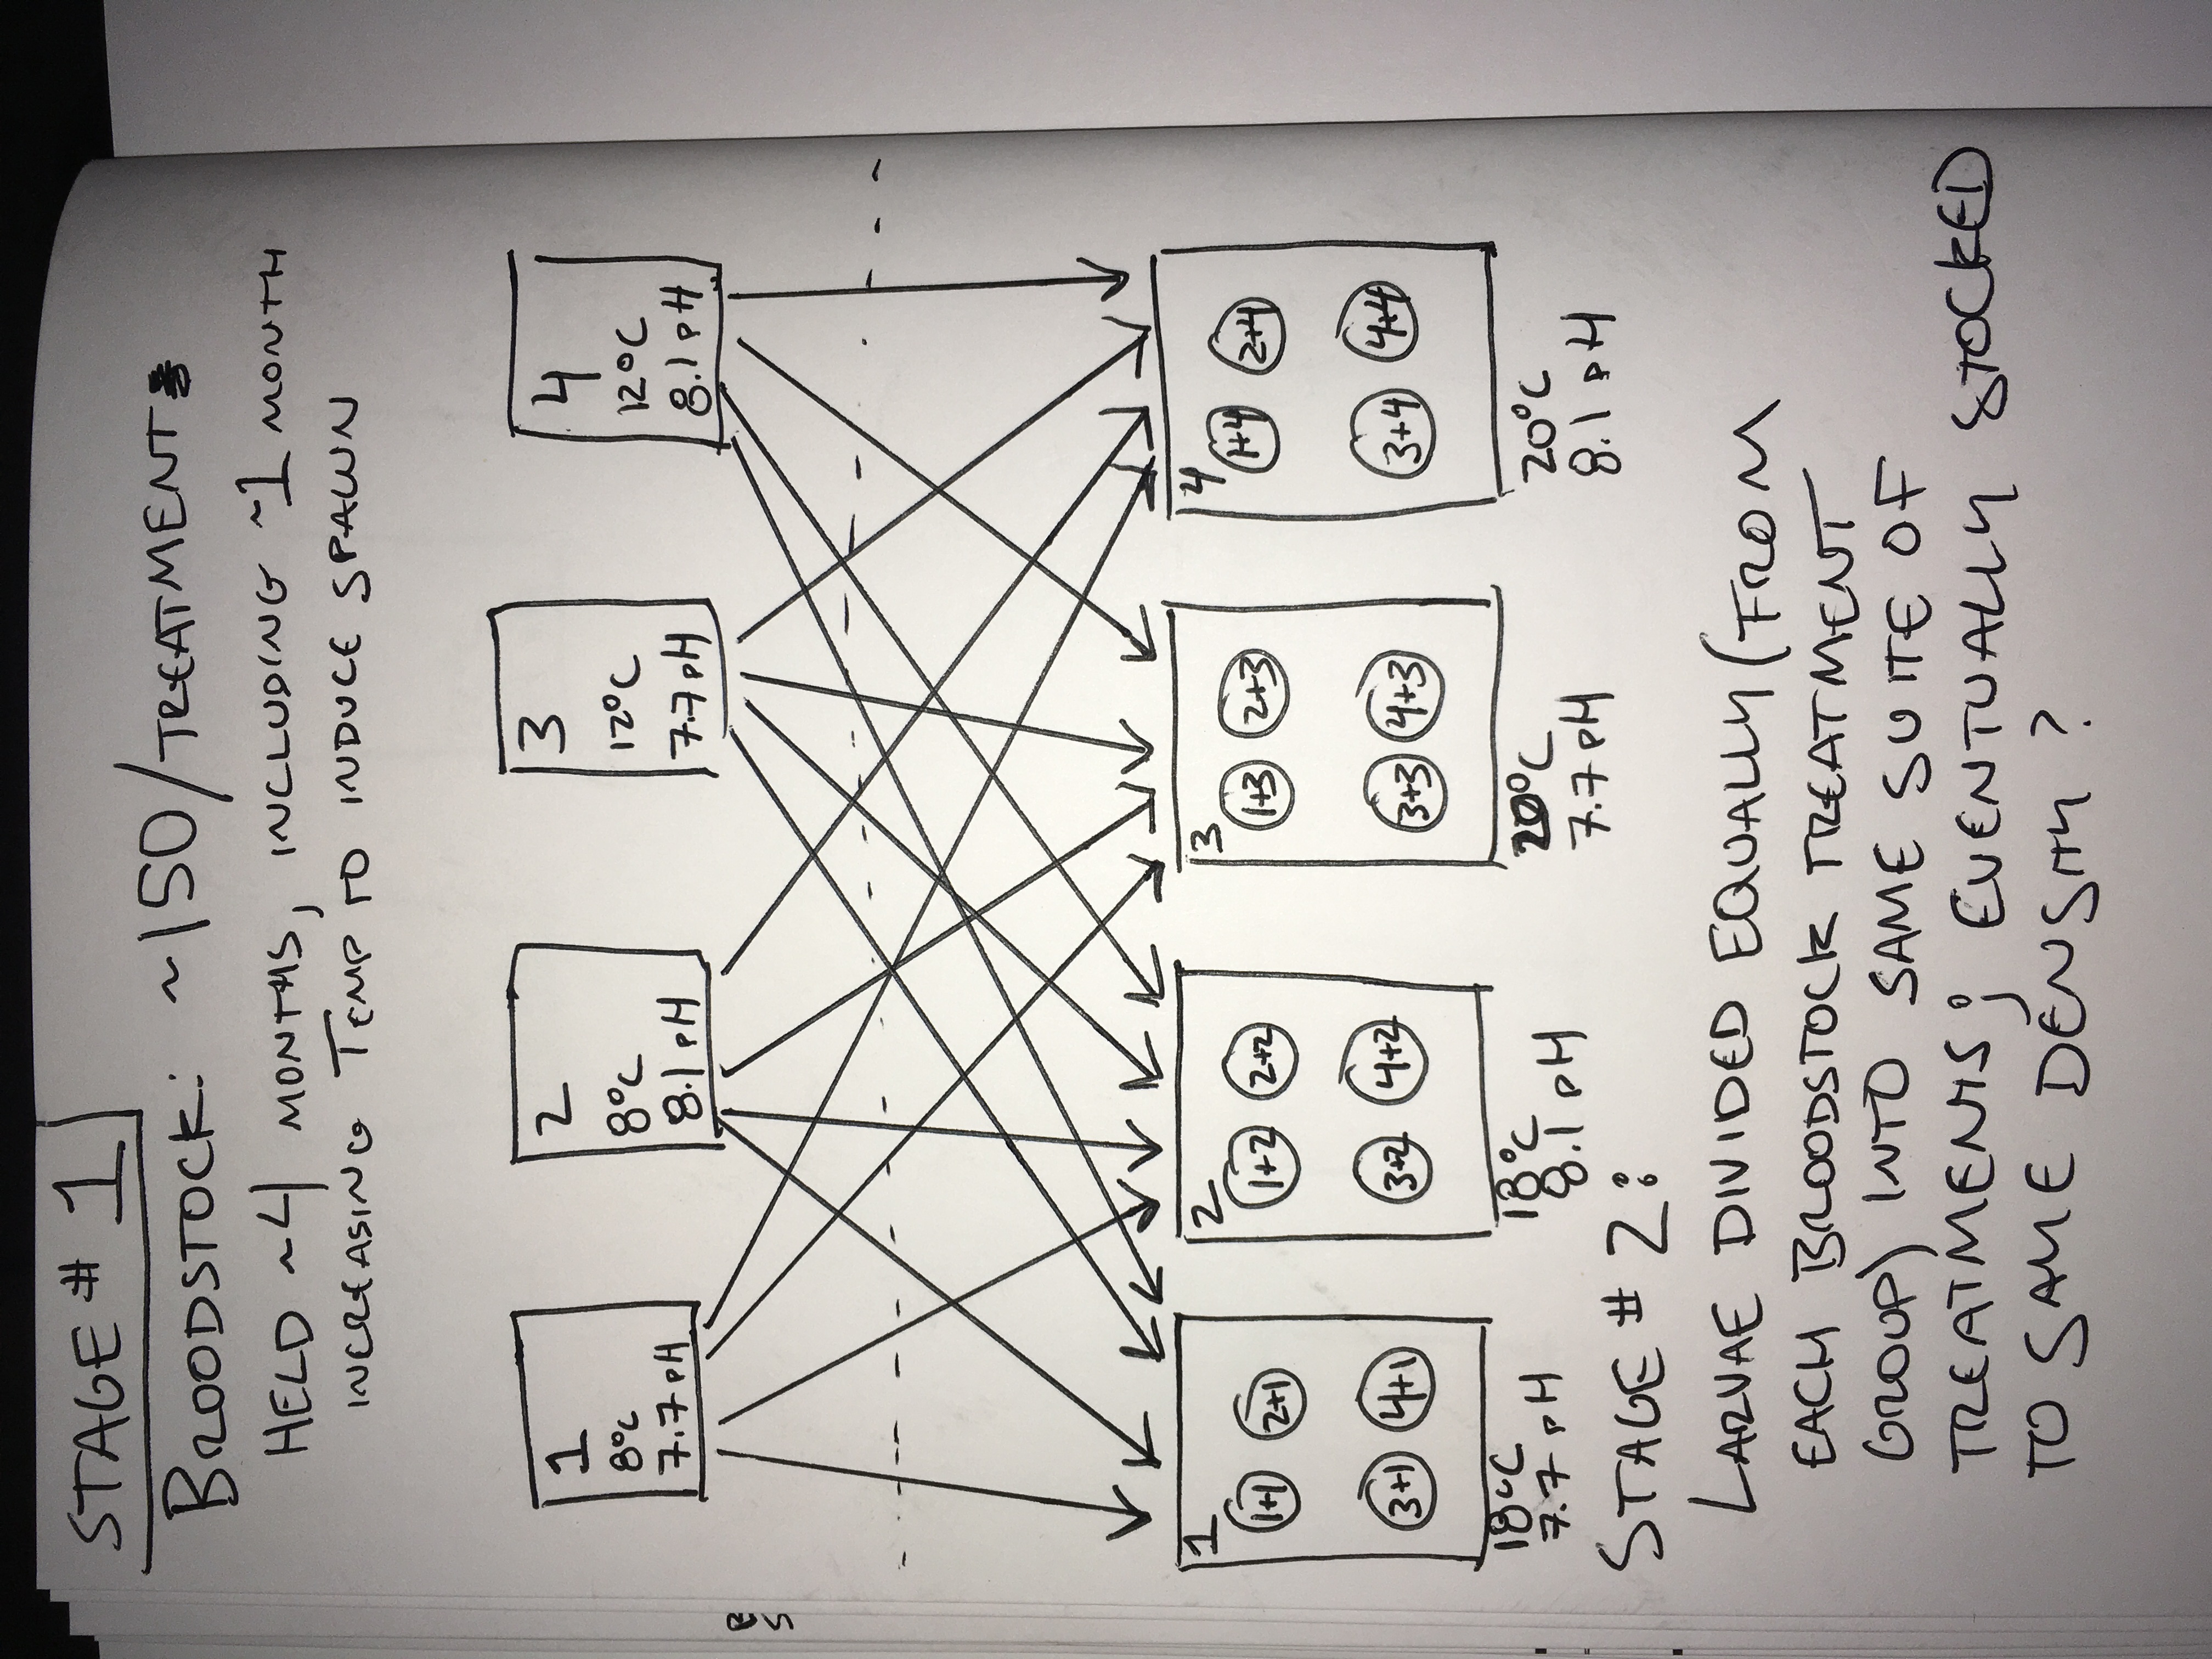 STAGE # 1
BROODSTOCK: ~150/TREATMENT
HELD ~4 MONTHS, INCLUDING ~1 MONTH
INCREASING TEMP TO INDUCE SPAWN
1
8°C
7.7 pH
2
8°C
8.1 pH
3
12°C
7.7 pH
4
12°C
8.1 pH
1
1+1 2+1
3+1 4+1
18°C
7.7 pH
2
1+2 2+2
3+2 4+2
18°C
8.1 pH
3
1+3 2+3
3+3 4+3
20°C
7.7 pH
4
1+4 2+4
3+4 4+4
20°C
8.1 pH
STAGE # 2:
LARVAE DIVIDED EQUALLY (FROM
EACH BROODSTOCK TREATMENT
GROUP) INTO SAME SUITE OF
TREATMENTS; EVENTUALLY STOCKED
TO SAME DENSITY ?